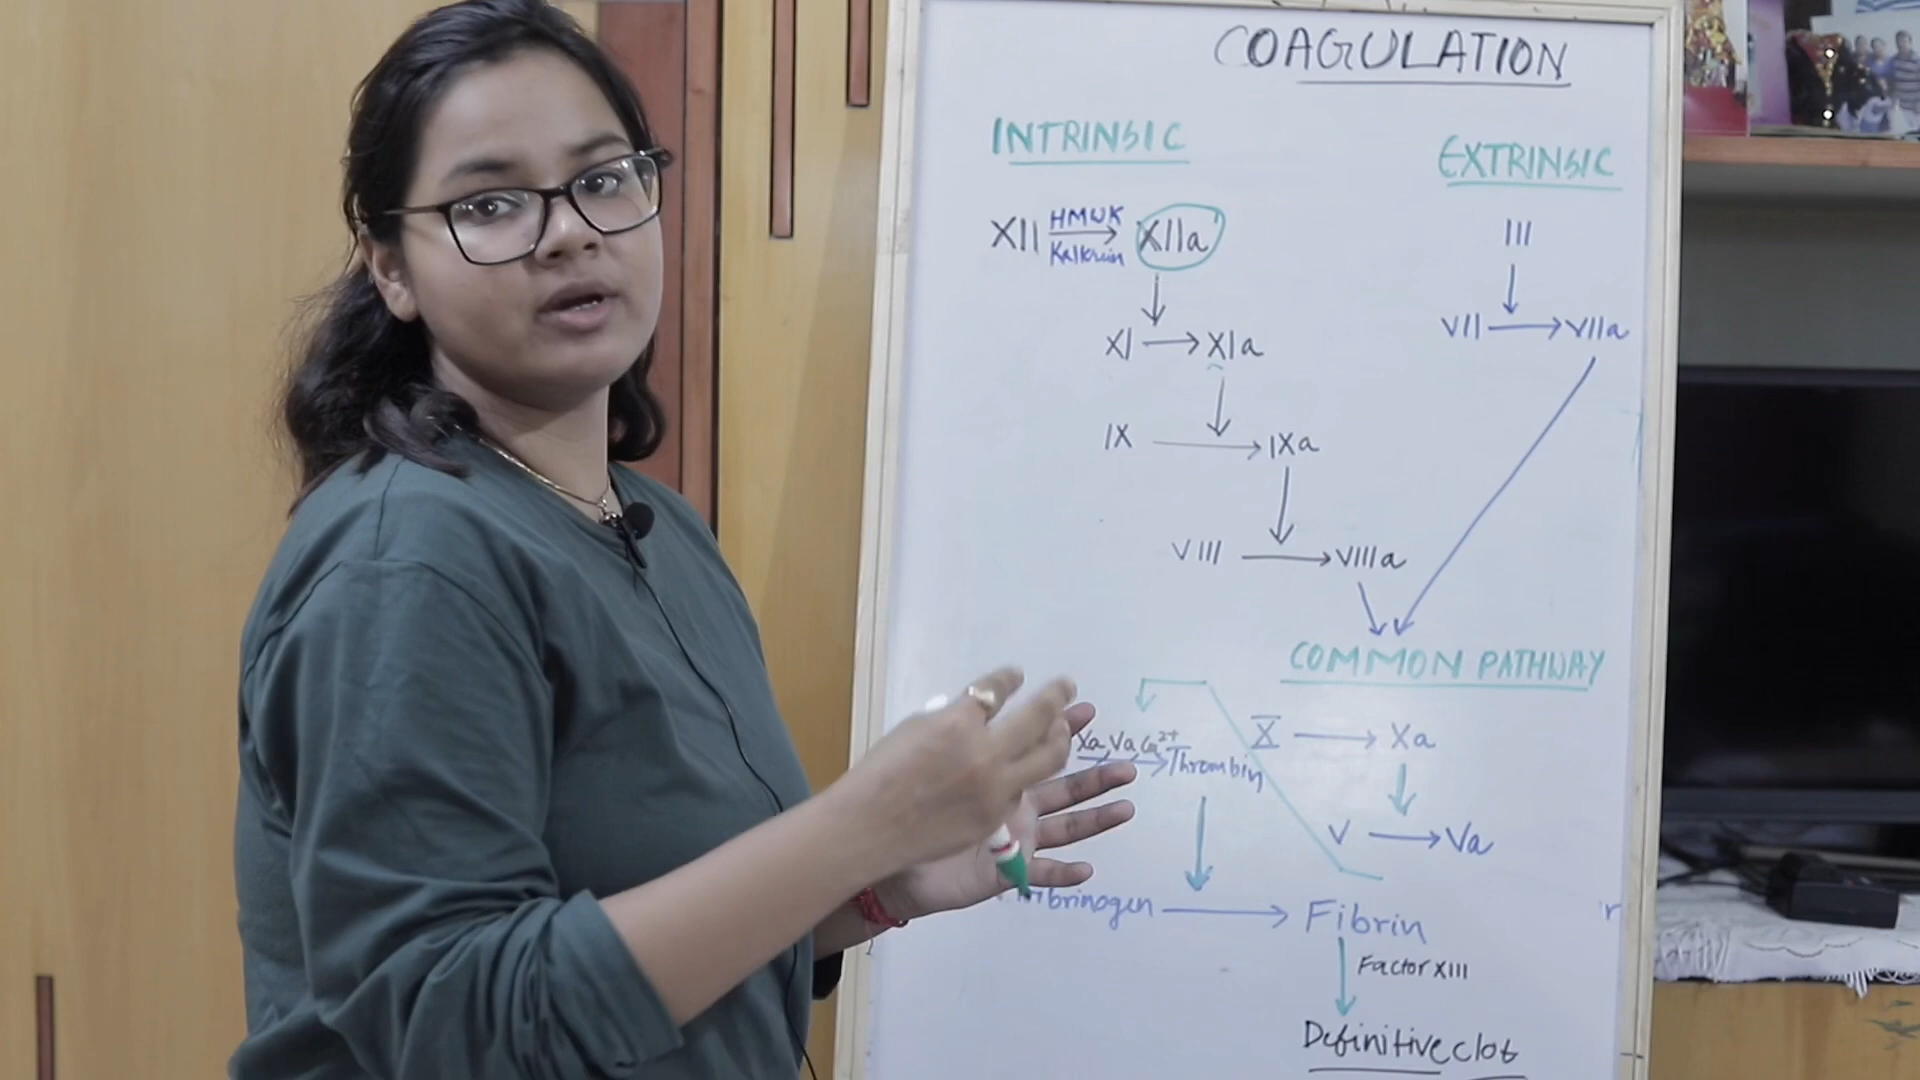 COAGULATION
INTRINSIC
EXTRINSIC
XII HMWK XIIa
III
XI → XIa
VII → VIIa
IX → IXa
VIII → VIIIa
COMMON PATHWAY
X → Xa
Xa, Va, Ca²⁺
Thrombin
V → Va
Fibrin
Factor XIII
Definitive clot